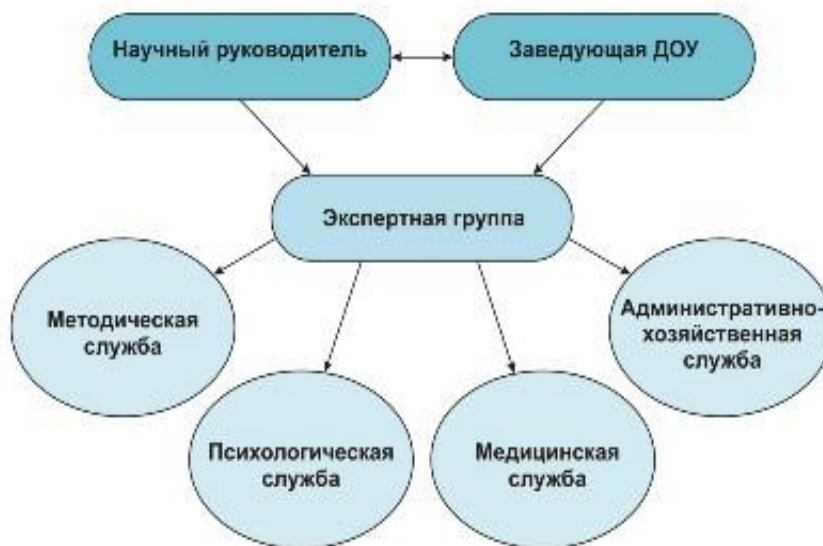 Научный руководитель
Заведующая ДОУ
Экспертная группа
Методическая
служба
Административно-
хозяйственная
служба
Психологическая
служба
Медицинская
служба